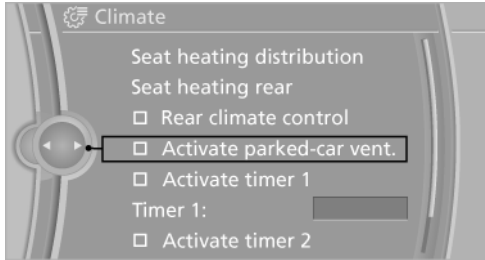 Climate
Seat heating distribution
Seat heating rear
Rear climate control
Activate parked-car vent.
Activate timer 1
Timer 1:
Activate timer 2